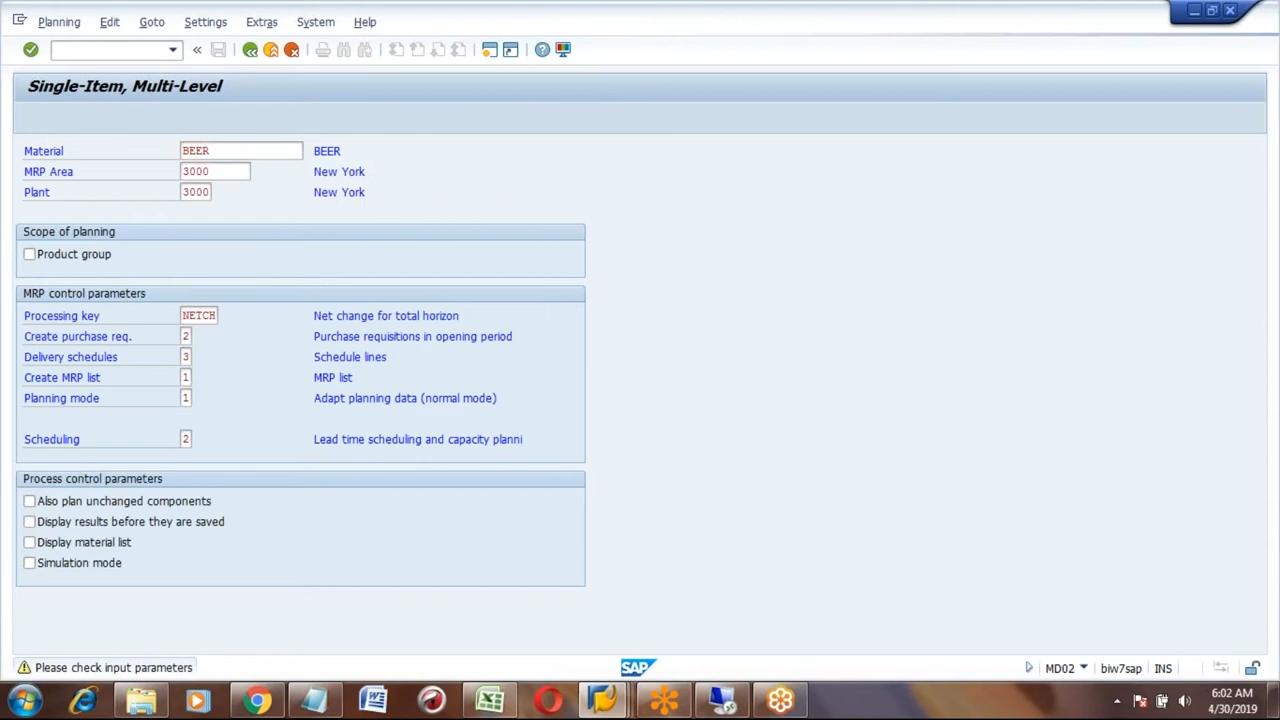 Planning Edit Goto Settings Extras System Help
Single-Item, Multi-Level
Material BEER BEER
MRP Area 3000 New York
Plant 3000 New York
Scope of planning
Product group
MRP control parameters
Processing key NETCH Net change for total horizon
Create purchase req. 2 Purchase requisitions in opening period
Delivery schedules 3 Schedule lines
Create MRP list 1 MRP list
Planning mode 1 Adapt planning data (normal mode)
Scheduling 2 Lead time scheduling and capacity planni
Process control parameters
Also plan unchanged components
Display results before they are saved
Display material list
Simulation mode
Please check input parameters SAP MD02 biw7sap INS
6:02 AM
4/30/2019